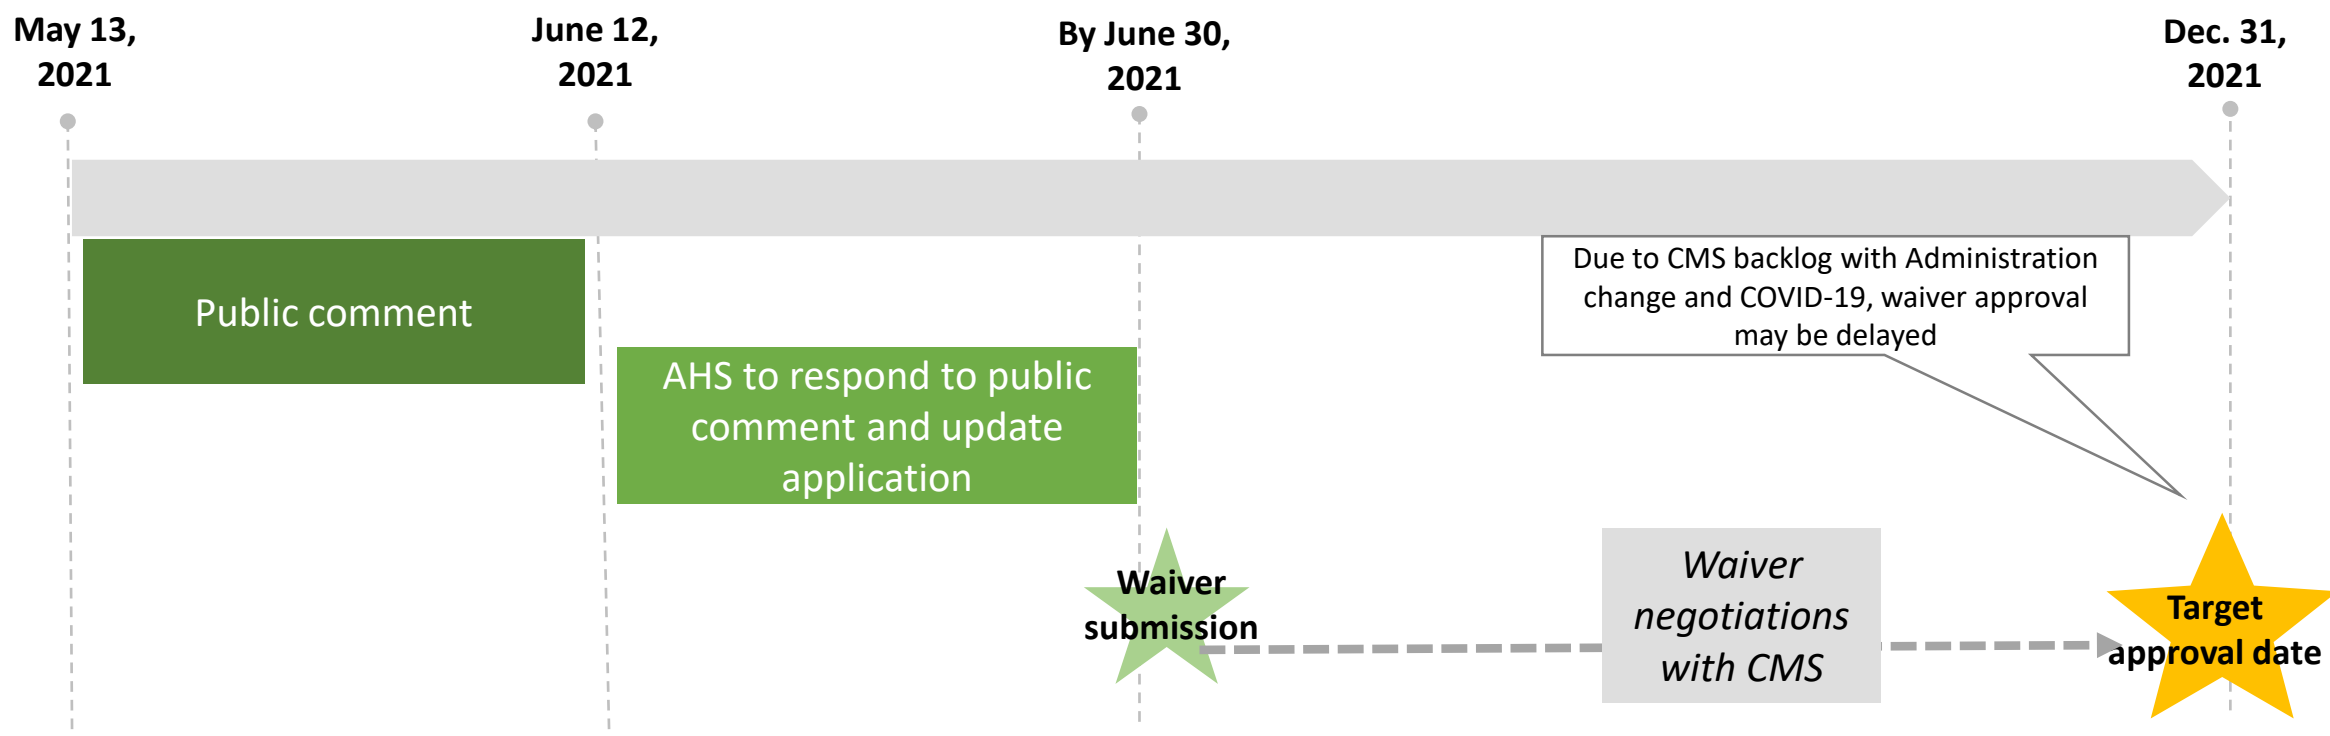 May 13,
2021
June 12,
2021
By June 30,
2021
Dec. 31,
2021
Public comment
AHS to respond to public
comment and update
application
Due to CMS backlog with Administration
change and COVID-19, waiver approval
may be delayed
Waiver
submission
Waiver
negotiations
with CMS
Target
approval date